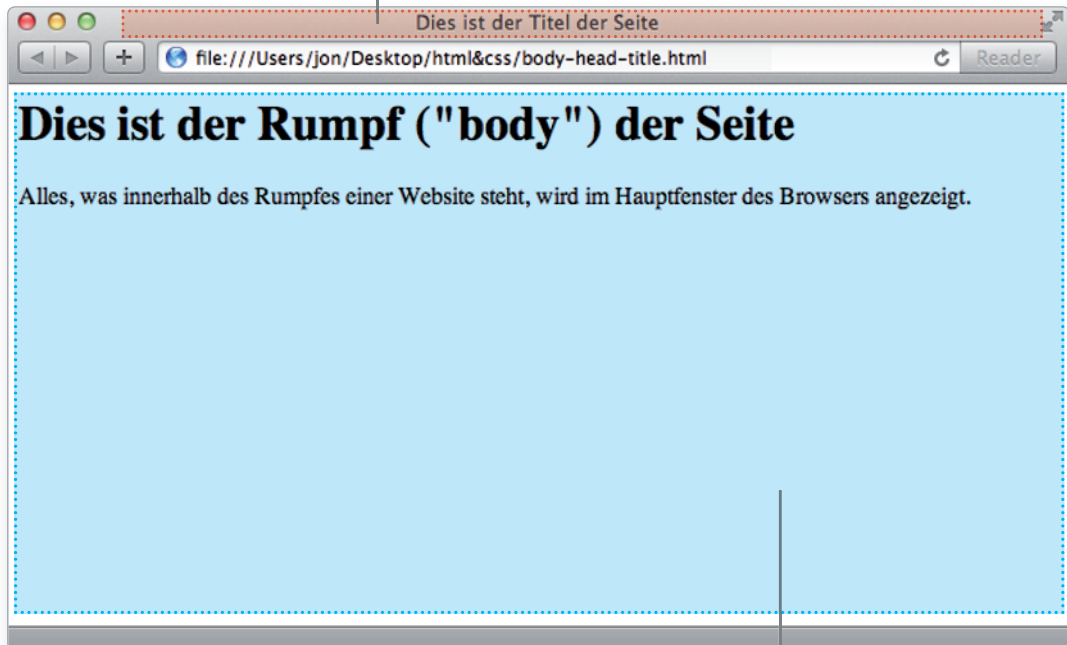 Dies ist der Titel der Seite
file:///Users/jon/Desktop/html&css/body-head-title.html
Reader
Dies ist der Rumpf ("body") der Seite
Alles, was innerhalb des Rumpfes einer Website steht, wird im Hauptfenster des Browsers angezeigt.